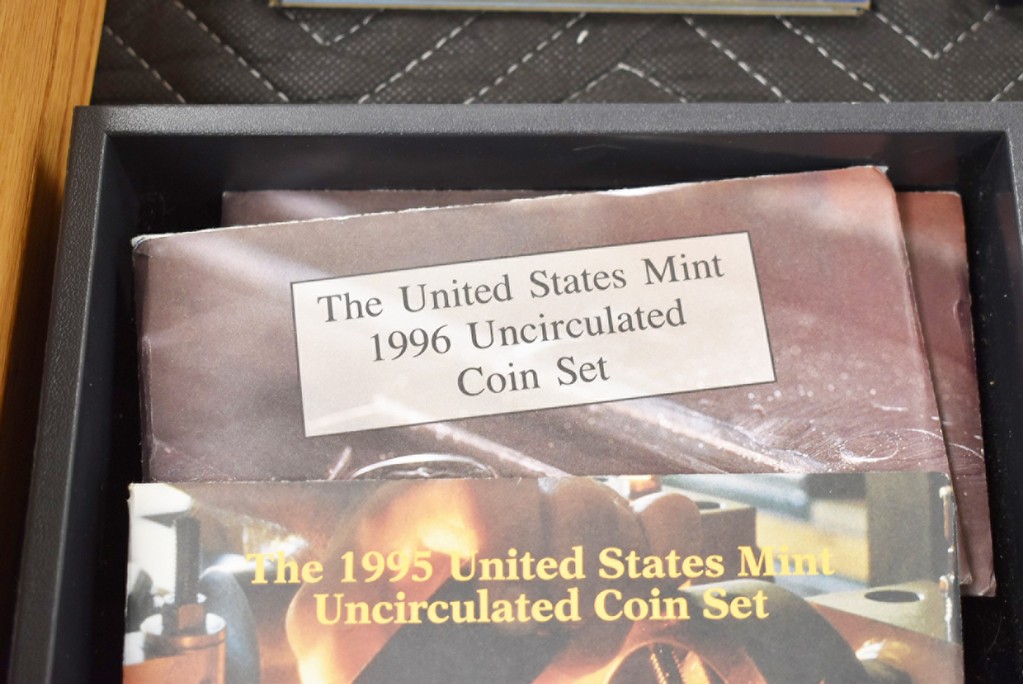 The United States Mint
1996 Uncirculated
Coin Set
The 1995 United States Mint
Uncirculated Coin Set